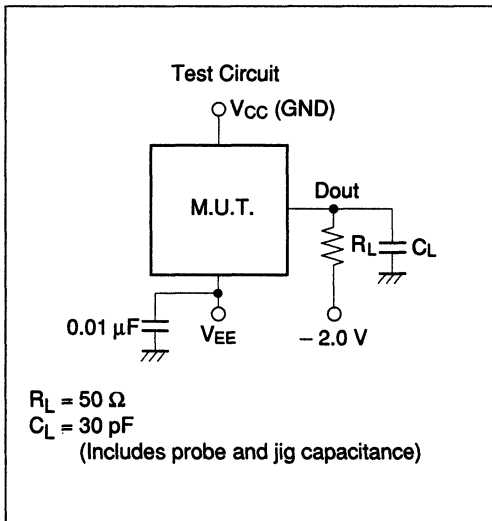 Test Circuit
VCC (GND)
M.U.T.
Dout
RL
CL
0.01 µF
VEE
– 2.0 V
RL = 50 Ω
CL = 30 pF
(Includes probe and jig capacitance)